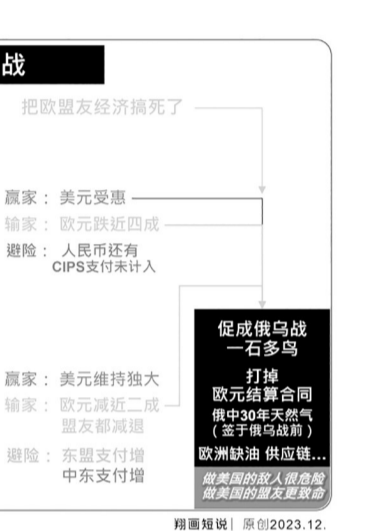 战
把欧盟友经济搞死了
赢家： 美元受惠
输家： 欧元跌近四成
避险： 人民币还有
CIPS支付未计入
促成俄乌战
一石多鸟
打掉
欧元结算合同
俄中30年天然气
（签于俄乌战前）
欧洲缺油 供应链...
做美国的敌人很危险
做美国的盟友更致命
赢家： 美元维持独大
输家： 欧元减近二成
盟友都减退
避险： 东盟支付增
中东支付增
翔画短说| 原创2023.12.